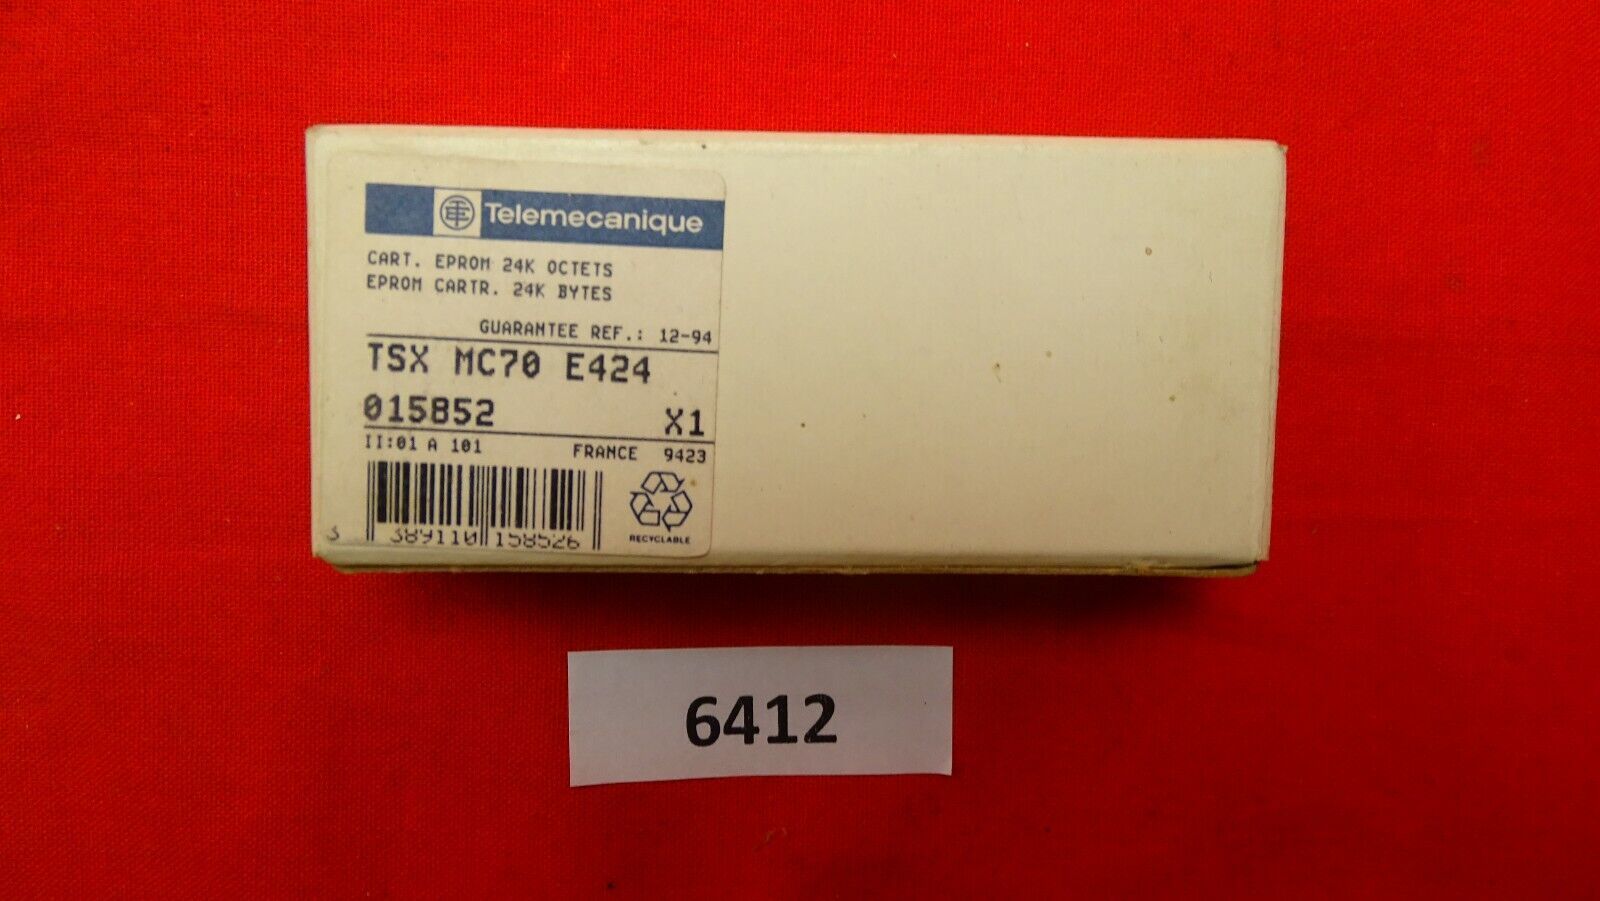 Telemecanique
CART. EPROM 24K OCTETS
EPROM CARTR. 24K BYTES
GUARANTEE REF.: 12-94
TSX MC70 E424
015852 X1
II:01 A 101 FRANCE 9423
3 389110 158526
RECYCLABLE
6412